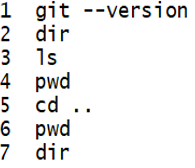 1 git --version
2 dir
3 ls
4 pwd
5 cd ..
6 pwd
7 dir